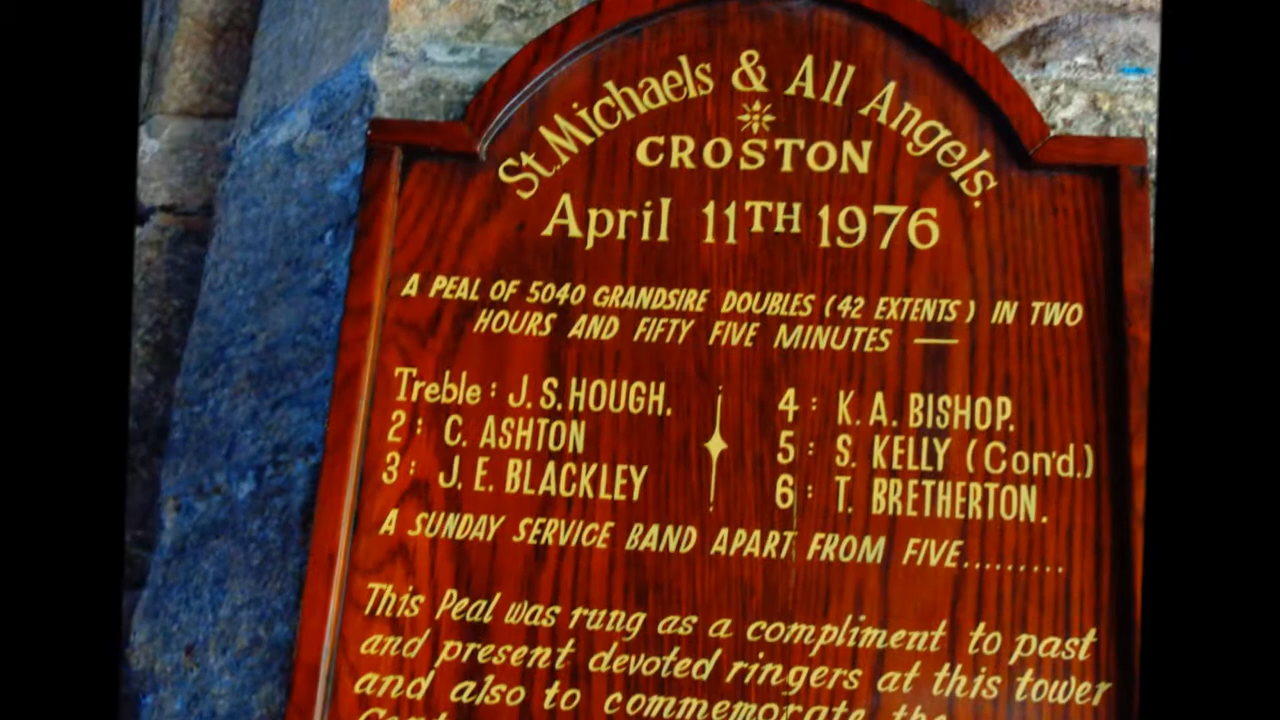 St. Michaels & All Angels.
CROSTON
April 11TH 1976
A PEAL OF 5040 GRANDSIRE DOUBLES (42 EXTENTS) IN TWO
HOURS AND FIFTY FIVE MINUTES —
Treble: J. S. HOUGH.
2: C. ASHTON
3: J. E. BLACKLEY
4: K. A. BISHOP.
5: S. KELLY (Con'd.)
6: T. BRETHERTON.
A SUNDAY SERVICE BAND APART FROM FIVE.........
This Peal was rung as a compliment to past
and present devoted ringers at this tower
and also to commemorate the